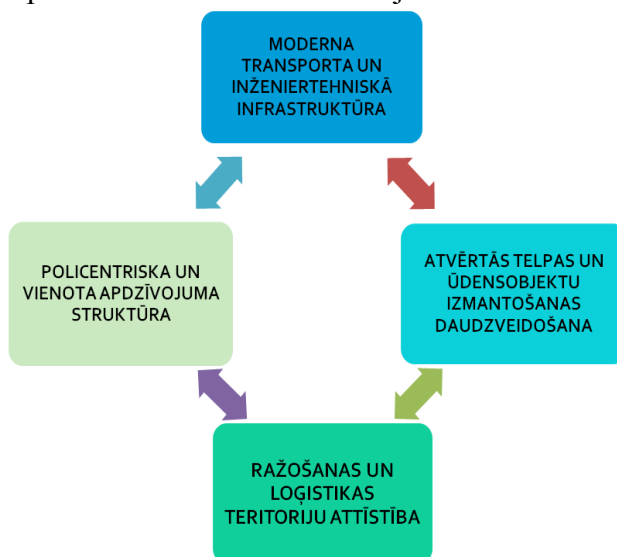 MODERNA
TRANSPORTA UN
INŽENIERTEHNISKĀ
INFRASTRUKTŪRA
POLICENTRISKA UN
VIENOTA APDZĪVOJUMA
STRUKTŪRA
ATVĒRTĀS TELPAS UN
ŪDENSOBJEKTU
IZMANTOŠANAS
DAUDZVEIDOŠANA
RAŽOŠANAS UN
LOĢISTIKAS
TERITORIJU ATTĪSTĪBA